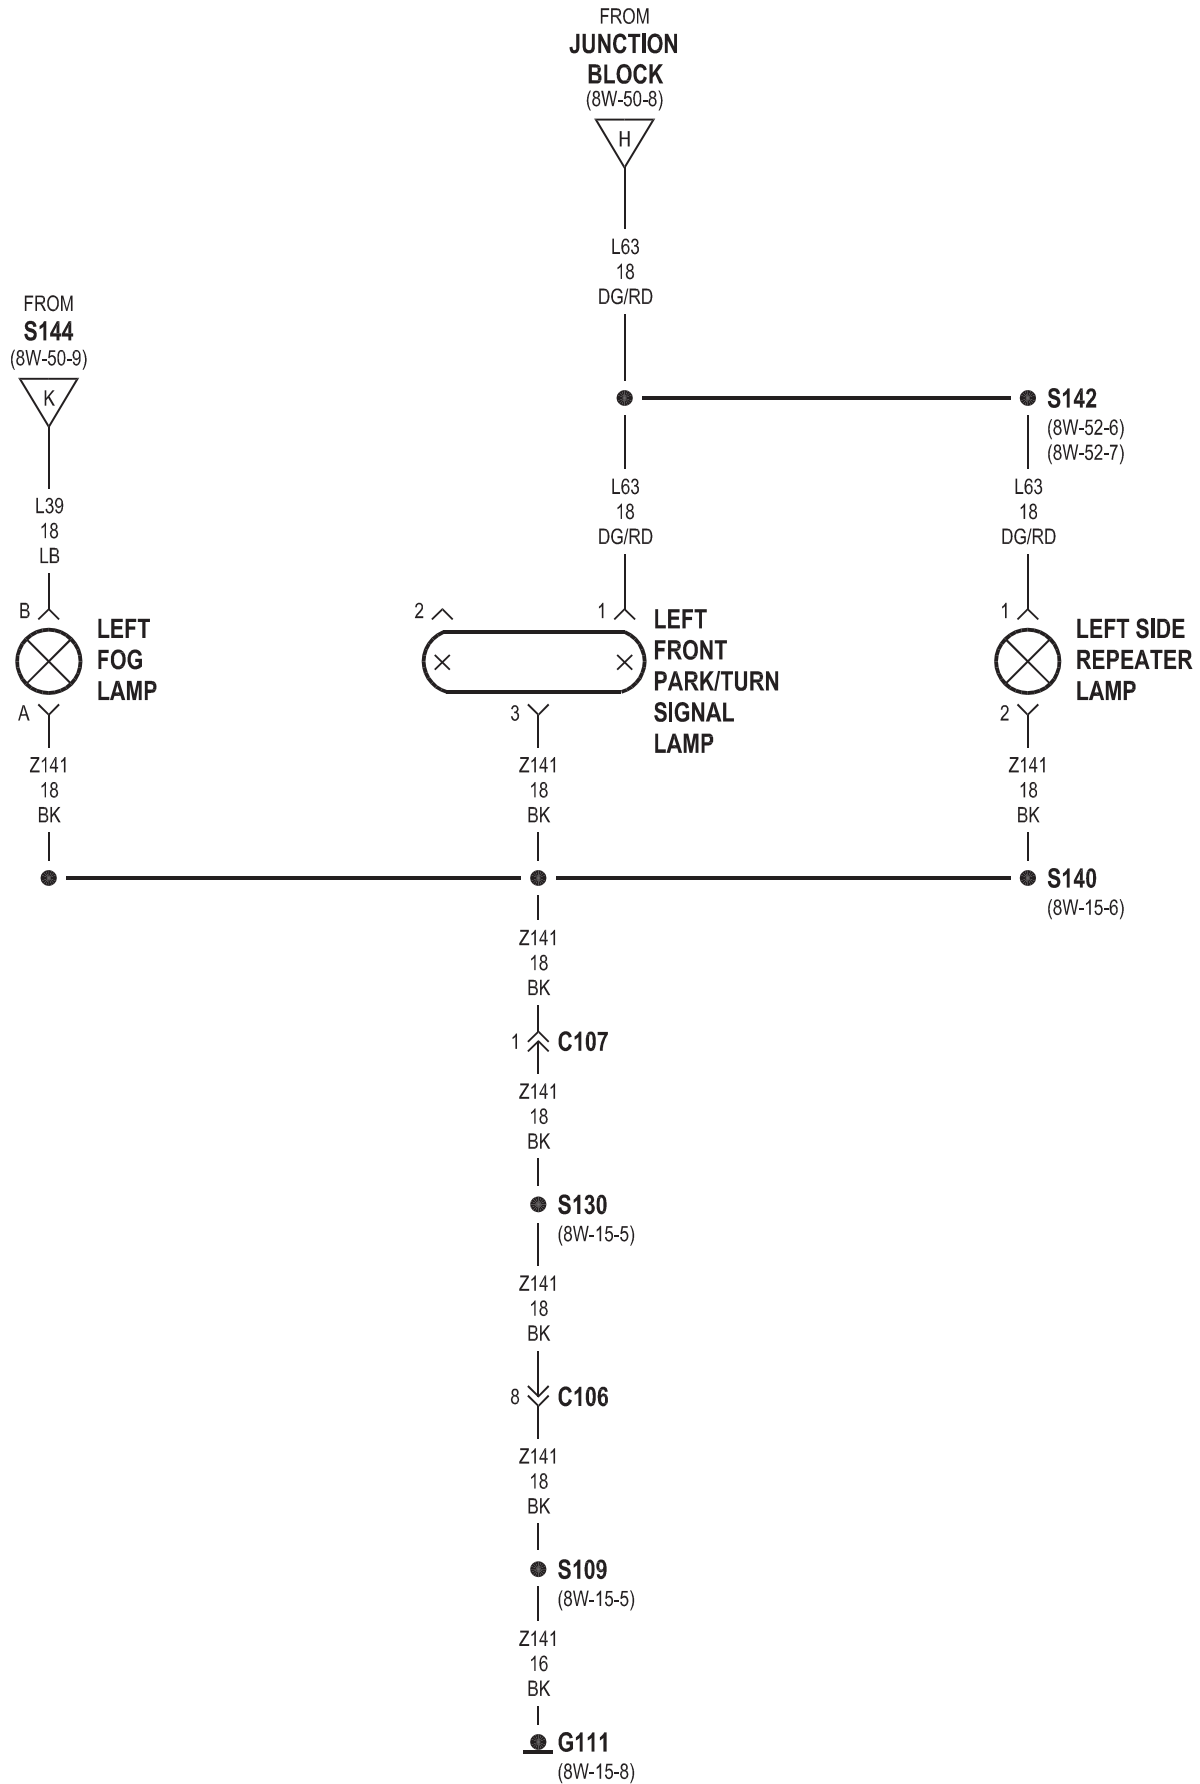 FROM
JUNCTION
BLOCK
(8W-50-8)
H
L63
18
DG/RD
FROM
S144
(8W-50-9)
K
S142
(8W-52-6)
(8W-52-7)
L39
18
LB
L63
18
DG/RD
L63
18
DG/RD
B
LEFT
FOG
LAMP
A
2
1
LEFT
FRONT
PARK/TURN
SIGNAL
LAMP
3
1
LEFT SIDE
REPEATER
LAMP
2
Z141
18
BK
Z141
18
BK
Z141
18
BK
S140
(8W-15-6)
Z141
18
BK
1 C107
Z141
18
BK
S130
(8W-15-5)
Z141
18
BK
8 C106
Z141
18
BK
S109
(8W-15-5)
Z141
16
BK
G111
(8W-15-8)